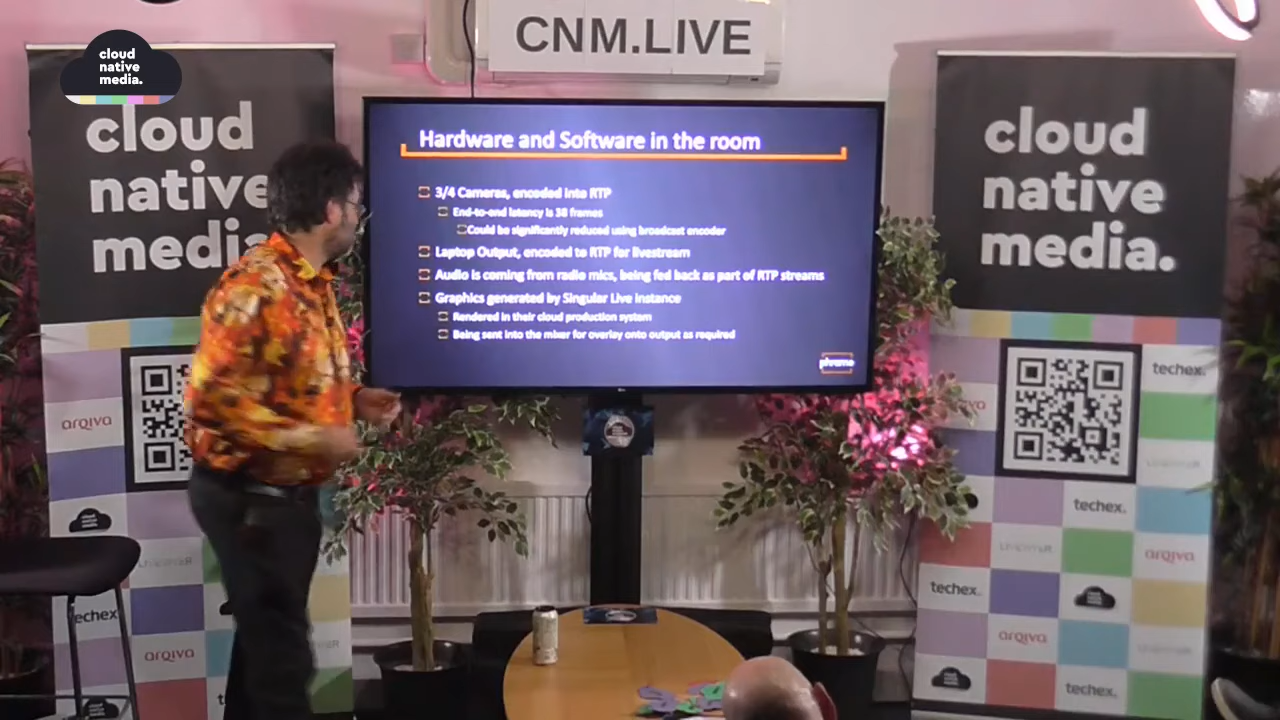 CNM.LIVE
cloud
native
media.
cloud
native
media
Hardware and Software in the room
3/4 Cameras, encoded into RTP
End-to-end latency is 38 frames
Could be significantly reduced using broadcast encoder
Laptop Output, encoded to RTP for livestream
Audio is coming from radio mics, being fed back as part of RTP streams
Graphics generated by Singular Live instance
Rendered in their cloud production system
Being sent into the mixer for overlay onto output as required
phrame
cloud
native
media.
arqiva
techex.
arqiva
techex.
techex.
arqiva
techex.
arqiva
techex.